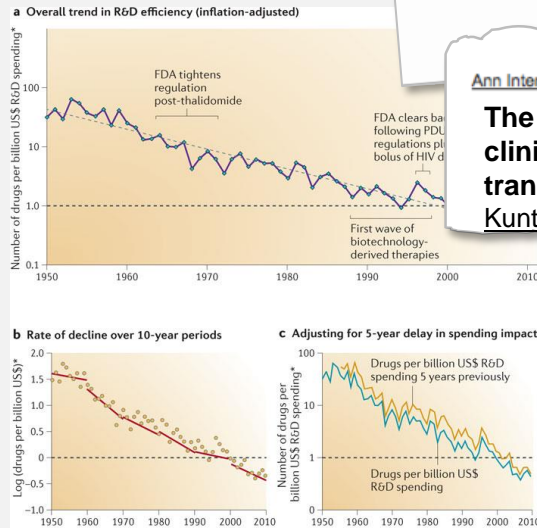 a Overall trend in R&D efficiency (inflation-adjusted)
Number of drugs per billion US$ R&D spending*
100
10
1.0
0.1
FDA tightens
regulation
post-thalidomide
FDA clears
following
regulations
bolus of HIV
First wave of
biotechnology-
derived therapies
1950 1960 1970 1980 1990 2000 2010
Ann
The
clini
tran
Kunt
b Rate of decline over 10-year periods
Log (drugs per billion US$)*
2.0
1.5
1.0
0.5
0
–0.5
–1.0
1950 1960 1970 1980 1990 2000 2010
c Adjusting for 5-year delay in spending impact
Number of drugs per
billion US$ R&D spending*
100
10
1
0
Drugs per billion US$ R&D
spending 5 years previously
Drugs per billion US$
R&D spending
1950 1960 1970 1980 1990 2000 2010